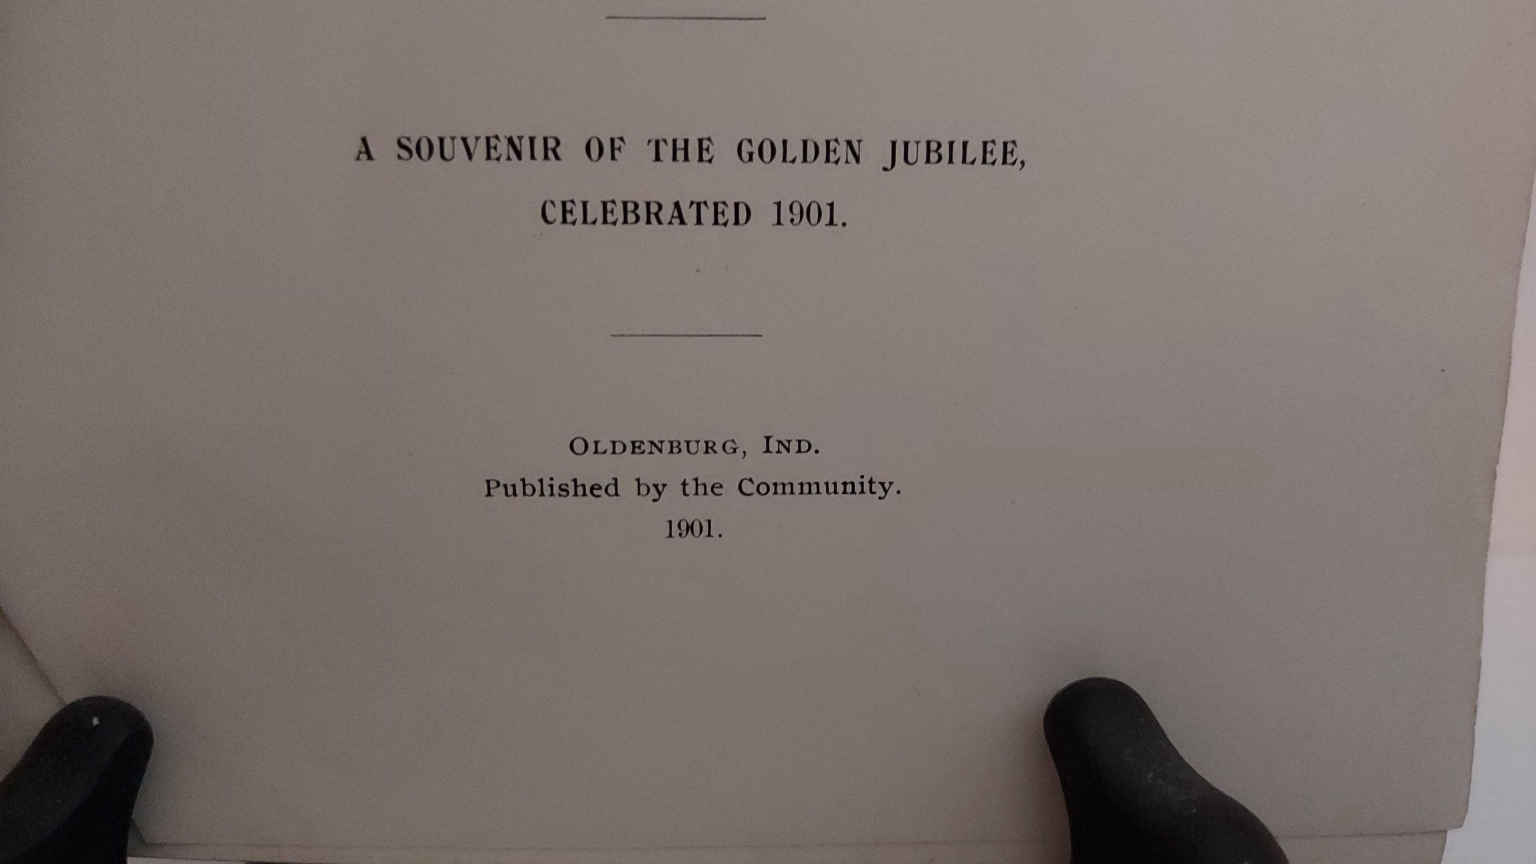 A SOUVENIR OF THE GOLDEN JUBILEE,
CELEBRATED 1901.
OLDENBURG, IND.
Published by the Community.
1901.